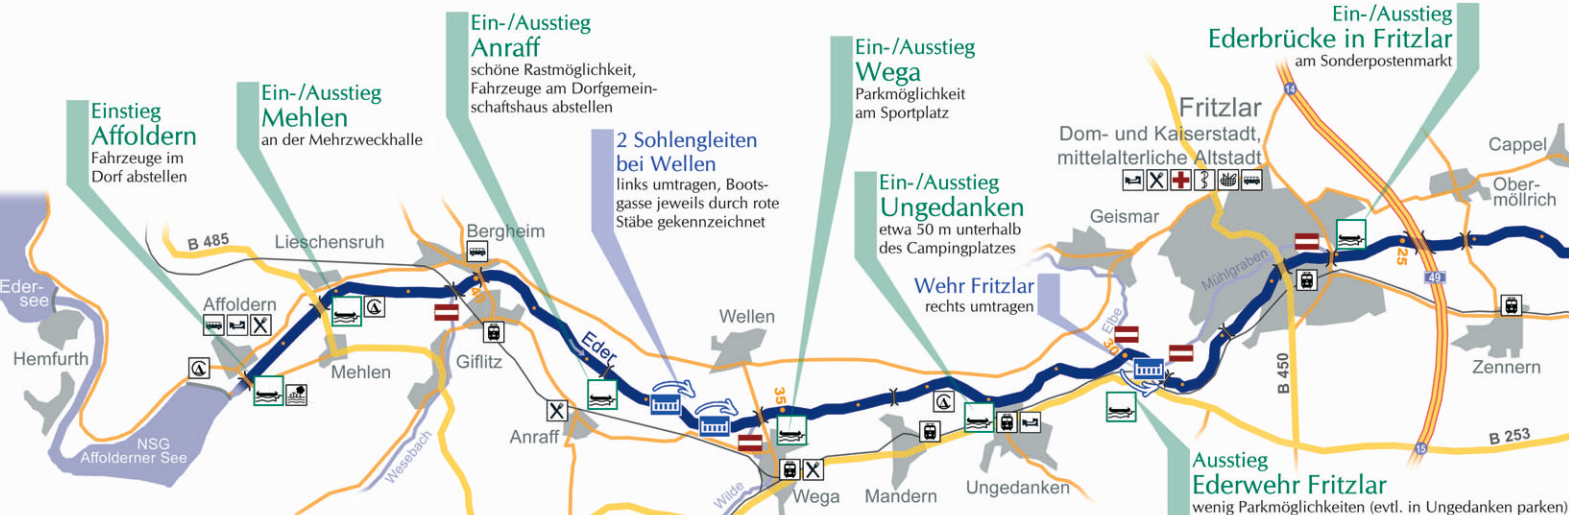 Einstieg
Affoldern
Fahrzeuge im
Dorf abstellen
Ein-/Ausstieg
Mehlen
an der Mehrzweckhalle
Ein-/Ausstieg
Anraff
schöne Rastmöglichkeit,
Fahrzeuge am Dorfgemein-
schaftshaus abstellen
2 Sohlengleiten
bei Wellen
links umtragen, Boots-
gasse jeweils durch rote
Stäbe gekennzeichnet
Ein-/Ausstieg
Wega
Parkmöglichkeit
am Sportplatz
Ein-/Ausstieg
Ungedanken
etwa 50 m unterhalb
des Campingplatzes
Wehr Fritzlar
rechts umtragen
Ein-/Ausstieg
Ederbrücke in Fritzlar
am Sonderpostenmarkt
Fritzlar
Dom- und Kaiserstadt,
mittelalterliche Altstadt
Ausstieg
Ederwehr Fritzlar
wenig Parkmöglichkeiten (evtl. in Ungedanken parken)
Eder-
see
Hemfurth
NSG
Affolderner See
Affoldern
B 485
Lieschensruh
Mehlen
Bergheim
40
Giflitz
Wesebach
Eder
Anraff
Wellen
35
Wilde
Wega
Mandern
Ungedanken
30
Elbe
Geismar
Mühlgraben
B 450
14
25
49
15
B 253
Cappel
Ober-
möllrich
Zennern